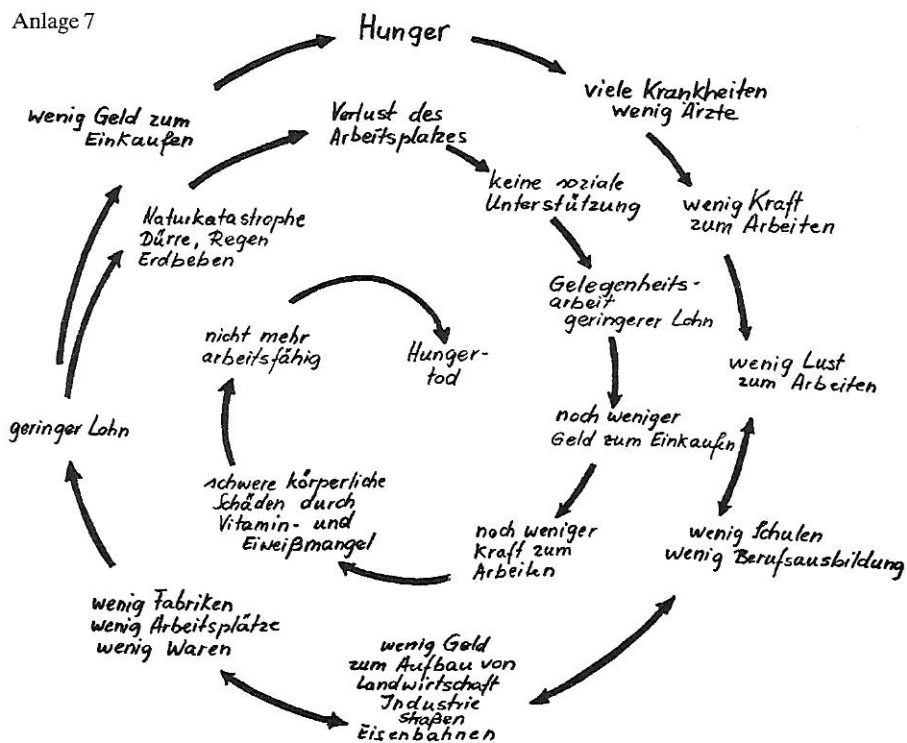 Anlage 7
Hunger
viele Krankheiten
wenig Ärzte
wenig Kraft
zum Arbeiten
wenig Lust
zum Arbeiten
wenig Schulen
wenig Berufsausbildung
wenig Geld
zum Aufbau von
Landwirtschaft
Industrie
Straßen
Eisenbahnen
wenig Fabriken
wenig Arbeitsplätze
wenig Waren
geringer Lohn
wenig Geld zum
Einkaufen
Naturkatastrophe
Dürre, Regen
Erdbeben
Verlust des
Arbeitsplatzes
keine soziale
Unterstützung
Gelegenheits-
arbeit
geringerer Lohn
noch weniger
Geld zum Einkaufen
noch weniger
Kraft zum
Arbeiten
schwere körperliche
Schäden durch
Vitamin- und
Eiweißmangel
nicht mehr
arbeitsfähig
Hunger-
tod